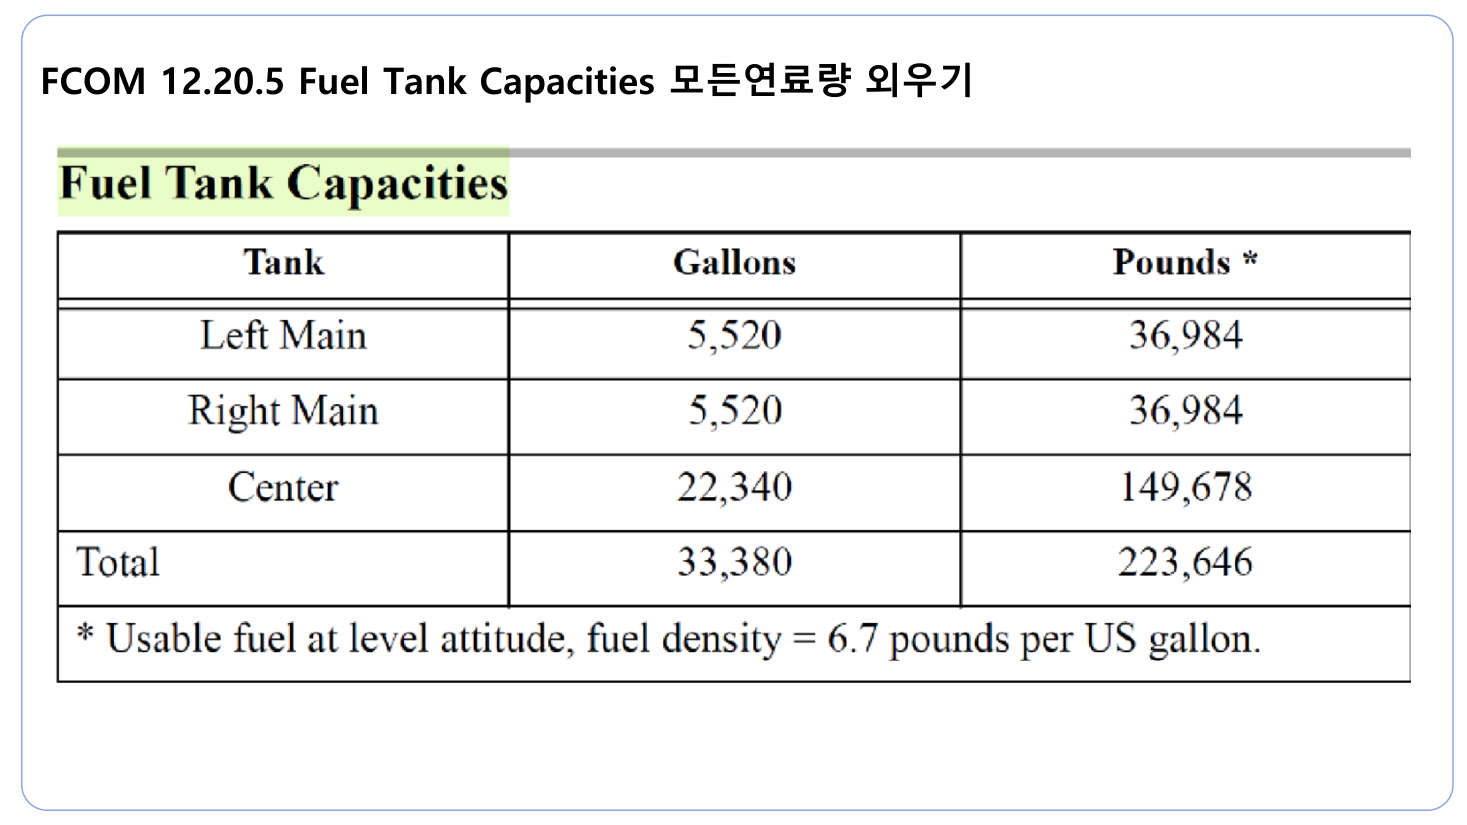 FCOM 12.20.5 Fuel Tank Capacities 모든연료량 외우기
Fuel Tank Capacities
Tank Gallons Pounds *
Left Main 5,520 36,984
Right Main 5,520 36,984
Center 22,340 149,678
Total 33,380 223,646
* Usable fuel at level attitude, fuel density = 6.7 pounds per US gallon.